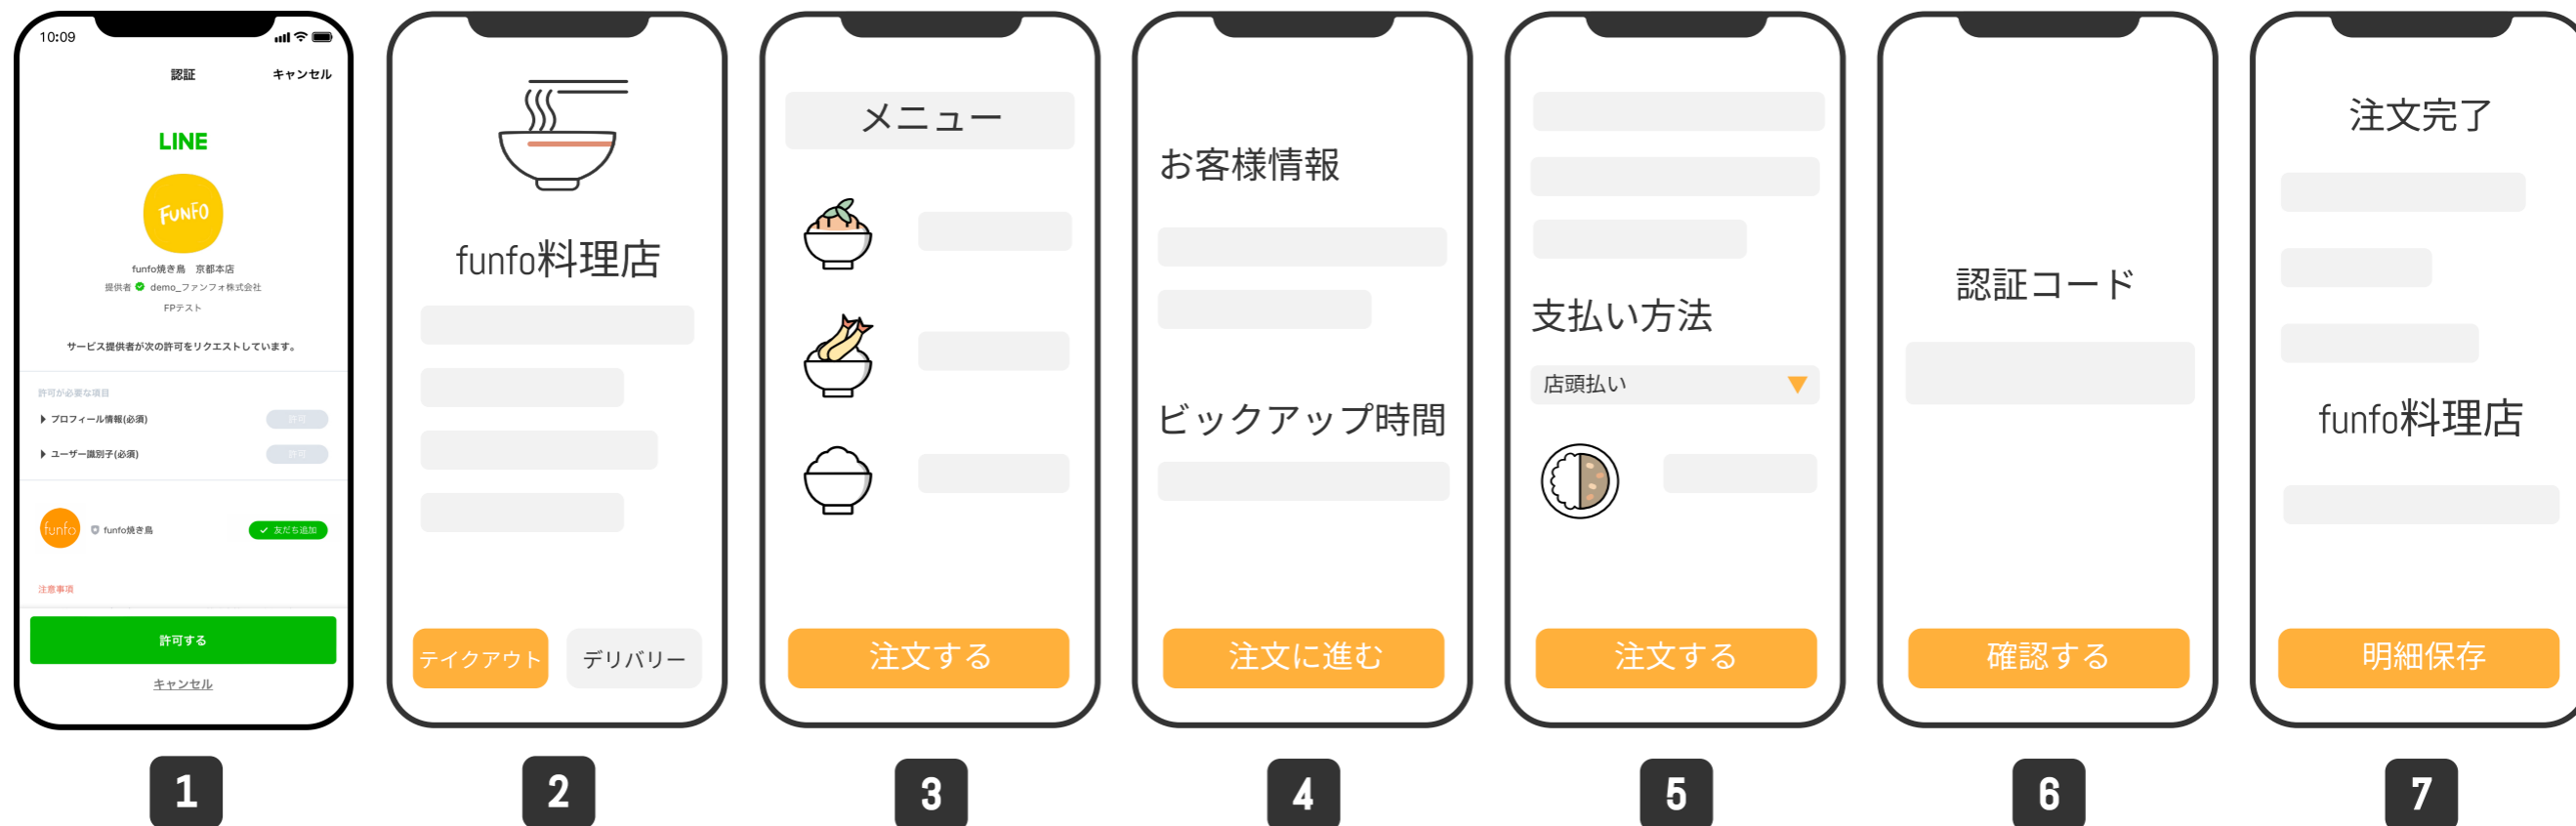 10:09
認証 キャンセル
LINE
FUNFO
funfo焼き鳥 京都本店
提供者 demo_ファンフォ株式会社
FPテスト
サービス提供者が次の許可をリクエストしています。
許可が必要な項目
プロフィール情報(必須) 許可
ユーザー識別子(必須) 許可
funfo funfo焼き鳥 友だち追加
注意事項
許可する
キャンセル
1
funfo料理店
テイクアウト デリバリー
2
メニュー
注文する
3
お客様情報
ビックアップ時間
注文に進む
4
支払い方法
店頭払い
注文する
5
認証コード
確認する
6
注文完了
funfo料理店
明細保存
7